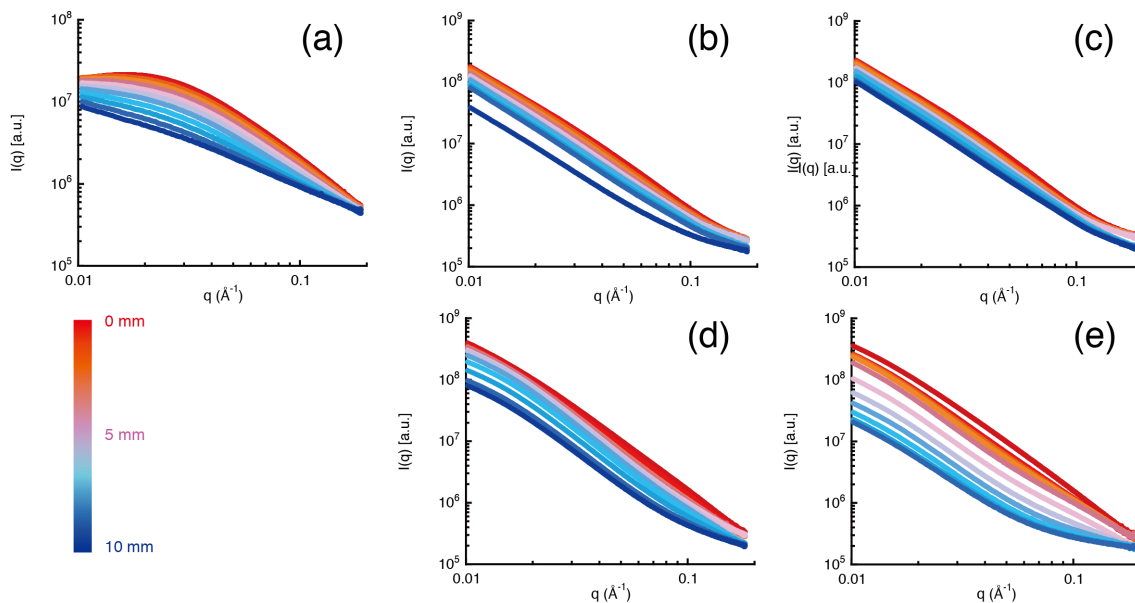 (a)
10^8
10^7
10^6
10^5
I(q) [a.u.]
0.01
0.1
q (Å^-1)
(b)
10^9
10^8
10^7
10^6
10^5
I(q) [a.u.]
0.01
0.1
q (Å^-1)
(c)
10^9
10^8
10^7
10^6
10^5
I(q) [a.u.]
I(q) [a.u.]
0.01
0.1
q (Å^-1)
0 mm
5 mm
10 mm
(d)
10^9
10^8
10^7
10^6
10^5
I(q) [a.u.]
0.01
0.1
q (Å^-1)
(e)
10^9
10^8
10^7
10^6
10^5
I(q) [a.u.]
0.01
0.1
q (Å^-1)